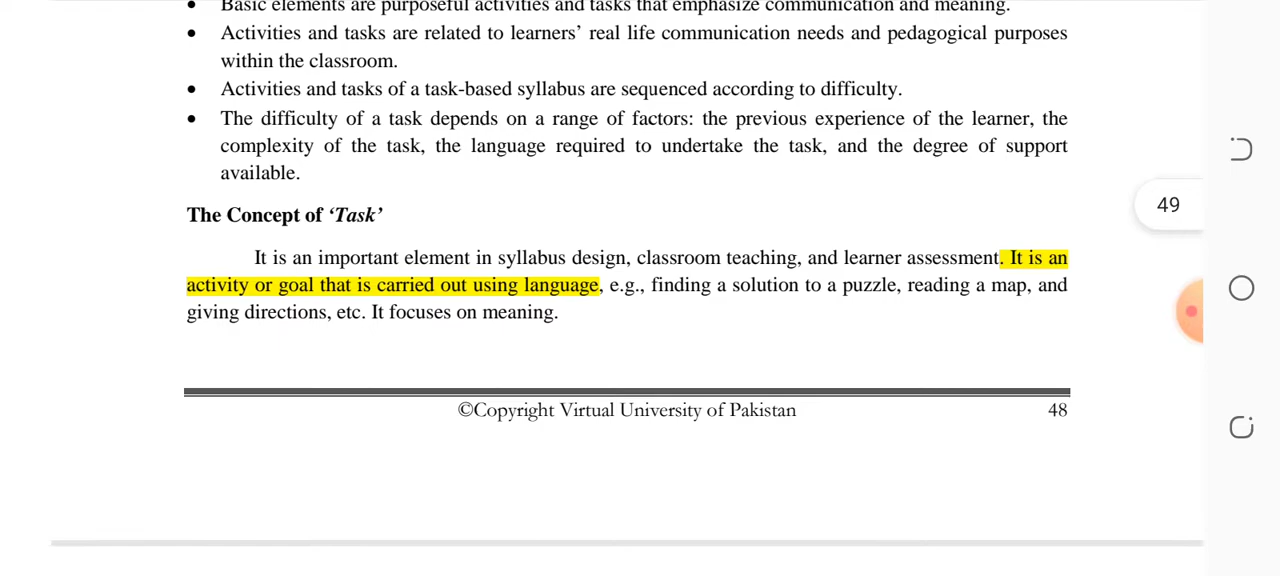 • Basic elements are purposeful activities and tasks that emphasize communication and meaning.
• Activities and tasks are related to learners’ real life communication needs and pedagogical purposes
within the classroom.
• Activities and tasks of a task-based syllabus are sequenced according to difficulty.
• The difficulty of a task depends on a range of factors: the previous experience of the learner, the
complexity of the task, the language required to undertake the task, and the degree of support
available.
The Concept of ‘Task’
It is an important element in syllabus design, classroom teaching, and learner assessment. It is an
activity or goal that is carried out using language, e.g., finding a solution to a puzzle, reading a map, and
giving directions, etc. It focuses on meaning.
©Copyright Virtual University of Pakistan 48
49